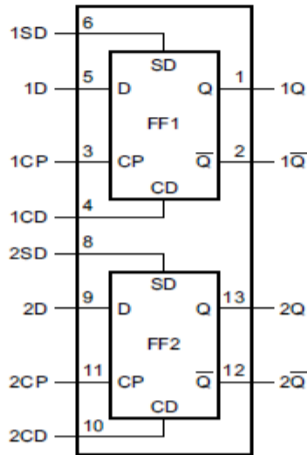 1SD 6
SD
1D 5 D Q 1 1Q
FF1
1CP 3 CP Q̅ 2 1Q̅
CD
1CD 4
2SD 8
SD
2D 9 D Q 13 2Q
FF2
2CP 11 CP Q̅ 12 2Q̅
CD
2CD 10